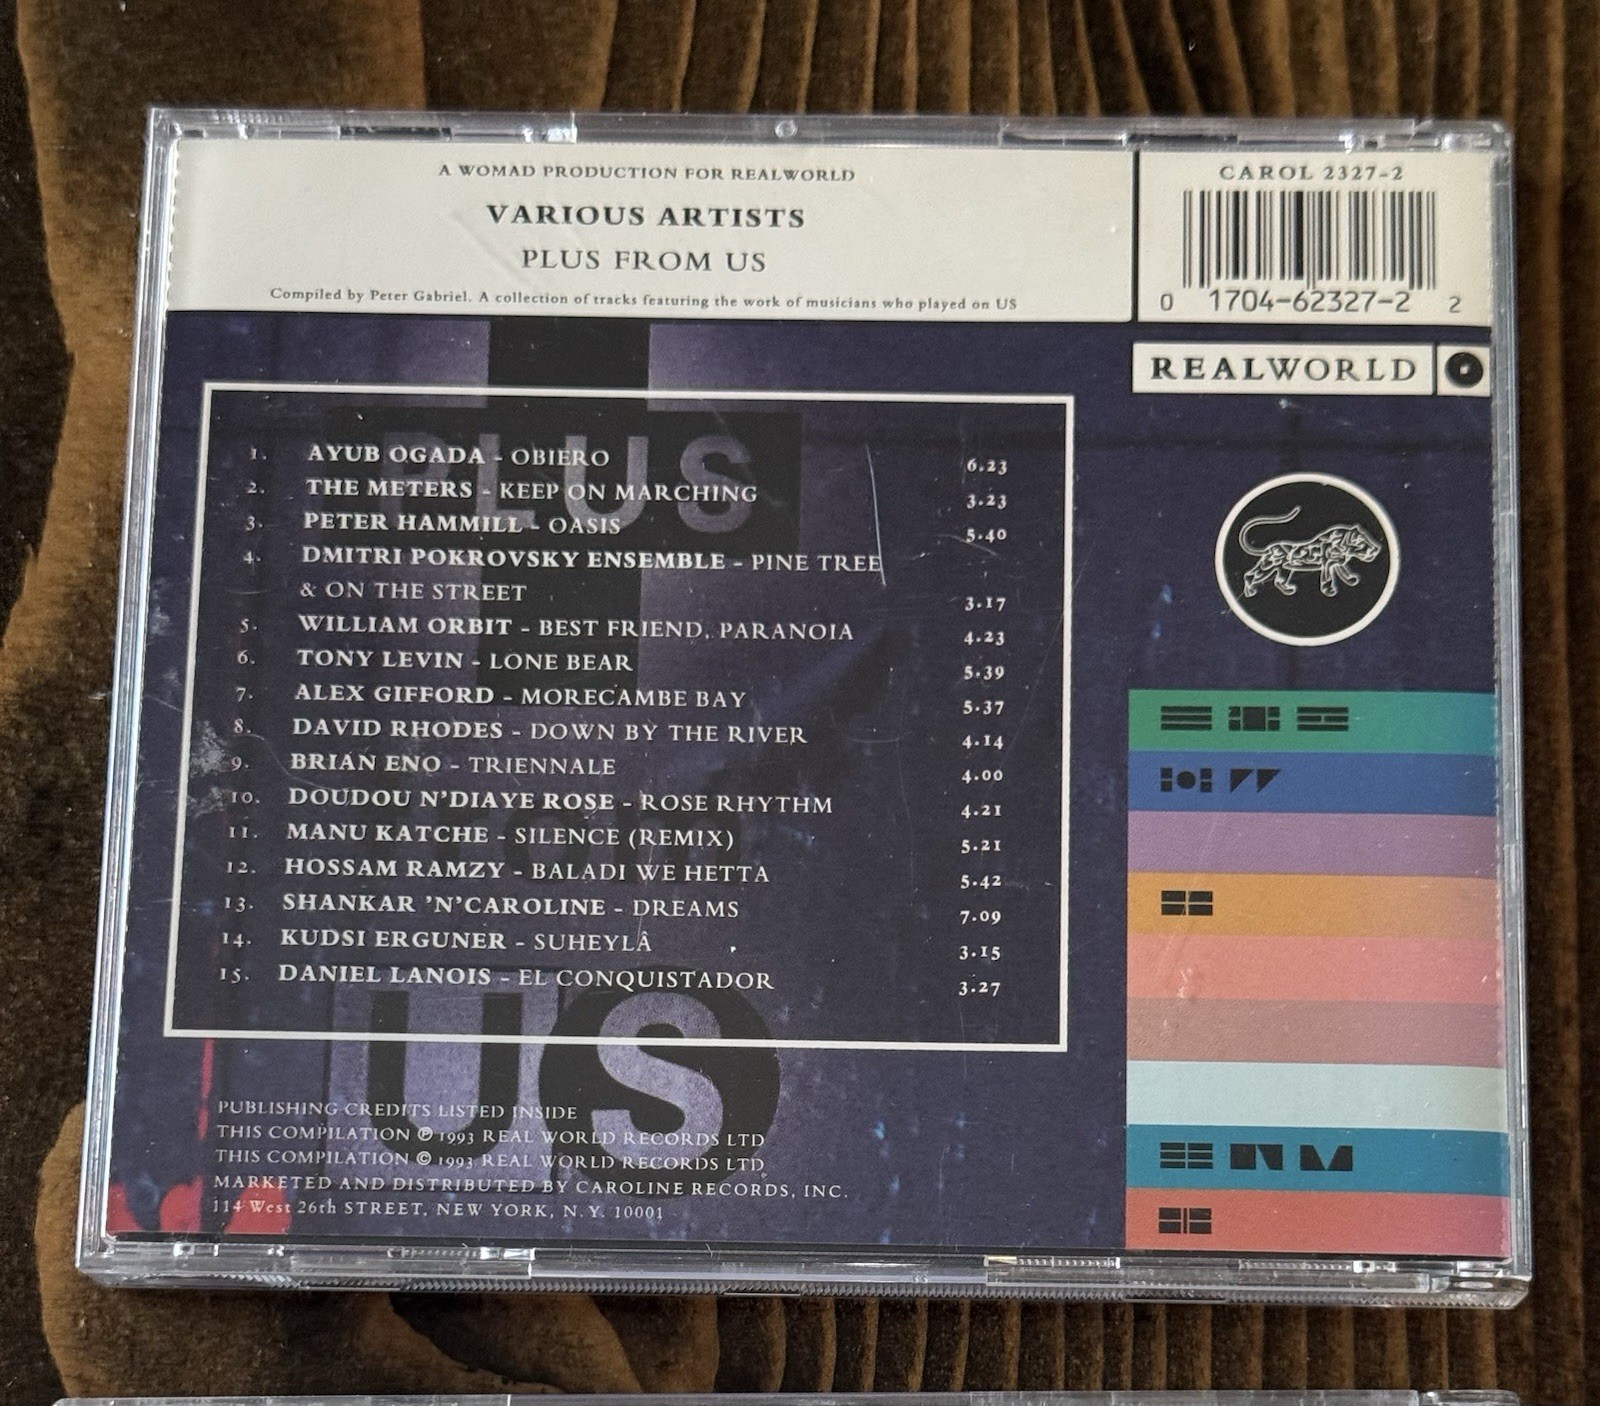 A WOMAD PRODUCTION FOR REALWORLD
VARIOUS ARTISTS
PLUS FROM US
Compiled by Peter Gabriel. A collection of tracks featuring the work of musicians who played on US
CAROL 2327-2
0 1704-62327-2 2
REALWORLD
PLUS
1. AYUB OGADA - OBIERO 6.23
2. THE METERS - KEEP ON MARCHING 3.23
3. PETER HAMMILL - OASIS 5.40
4. DMITRI POKROVSKY ENSEMBLE - PINE TREE
& ON THE STREET 3.17
5. WILLIAM ORBIT - BEST FRIEND, PARANOIA 4.23
6. TONY LEVIN - LONE BEAR 5.39
7. ALEX GIFFORD - MORECAMBE BAY 5.37
8. DAVID RHODES - DOWN BY THE RIVER 4.14
9. BRIAN ENO - TRIENNALE 4.00
10. DOUDOU N'DIAYE ROSE - ROSE RHYTHM 4.21
11. MANU KATCHE - SILENCE (REMIX) 5.21
12. HOSSAM RAMZY - BALADI WE HETTA 5.42
13. SHANKAR 'N'CAROLINE - DREAMS 7.09
14. KUDSI ERGUNER - SUHEYLÂ 3.15
15. DANIEL LANOIS - EL CONQUISTADOR 3.27
US
PUBLISHING CREDITS LISTED INSIDE
THIS COMPILATION ℗ 1993 REAL WORLD RECORDS LTD
THIS COMPILATION © 1993 REAL WORLD RECORDS LTD
MARKETED AND DISTRIBUTED BY CAROLINE RECORDS, INC.
114 West 26th STREET, NEW YORK, N.Y. 10001